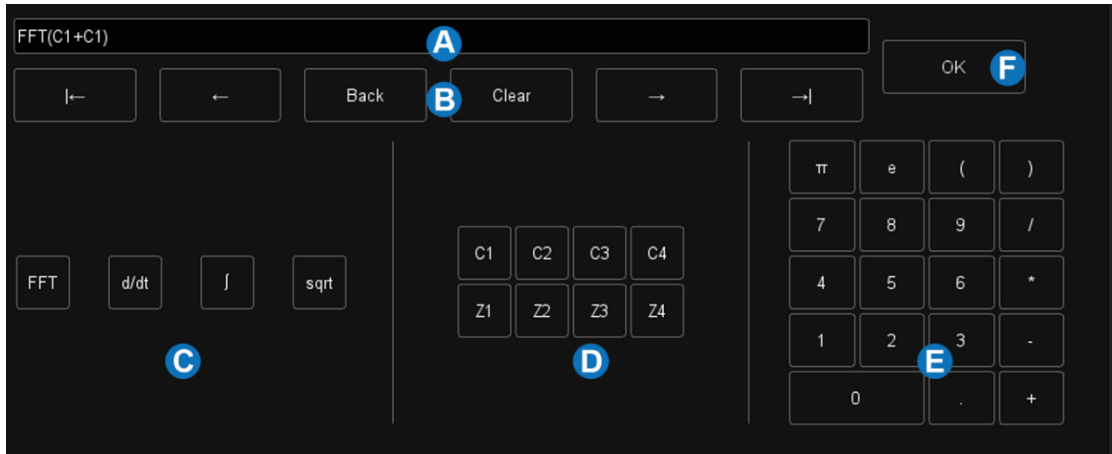 FFT(C1+C1)
A
OK
F
|← ← Back B Clear → →|
π e ( )
7 8 9 /
C1 C2 C3 C4
FFT d/dt ∫ sqrt
4 5 6 *
Z1 Z2 Z3 Z4
1 2 3 -
C
D
E
0 . +